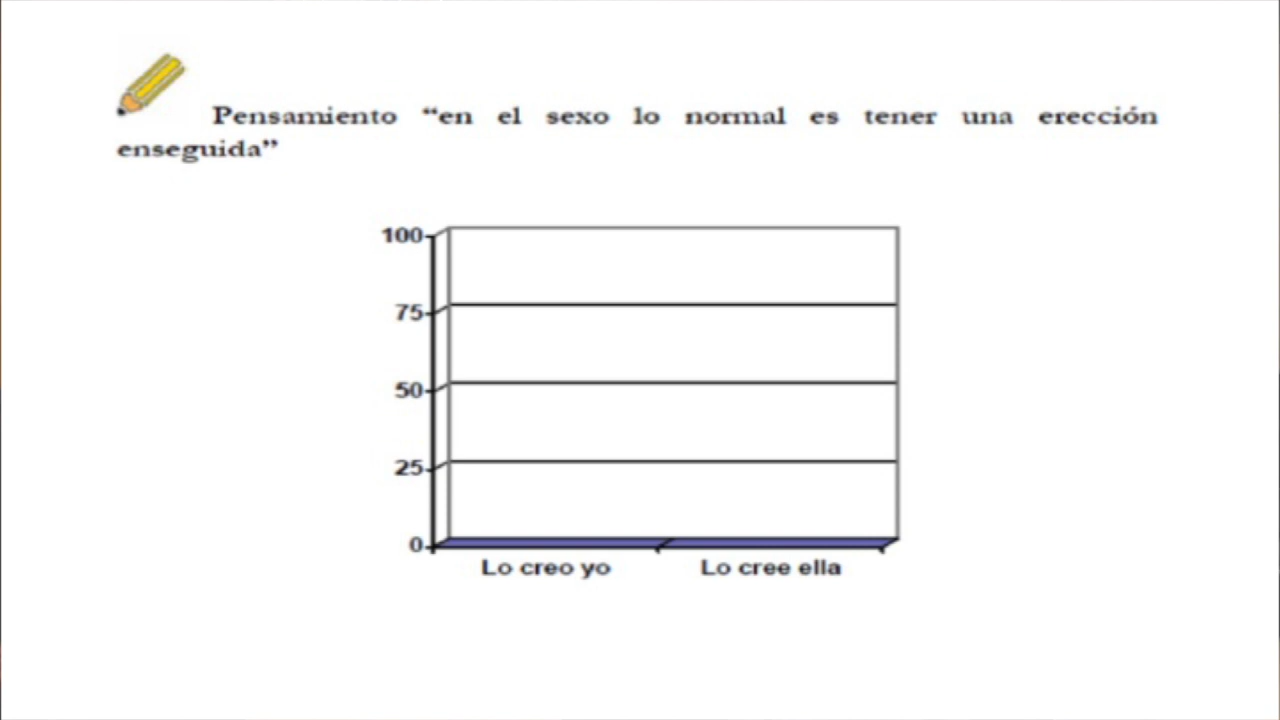 Pensamiento “en el sexo lo normal es tener una erección
enseguida”
100
75
50
25
0
Lo creo yo Lo cree ella